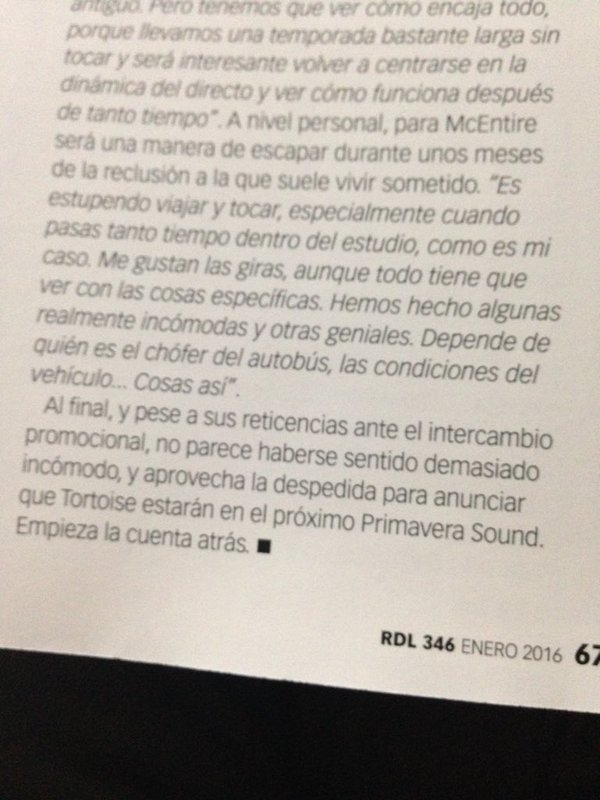 antiguo. Pero tenemos que ver cómo encaja todo,
porque llevamos una temporada bastante larga sin
tocar y será interesante volver a centrarse en la
dinámica del directo y ver cómo funciona después
de tanto tiempo”. A nivel personal, para McEntire
será una manera de escapar durante unos meses
de la reclusión a la que suele vivir sometido. “Es
estupendo viajar y tocar, especialmente cuando
pasas tanto tiempo dentro del estudio, como es mi
caso. Me gustan las giras, aunque todo tiene que
ver con las cosas específicas. Hemos hecho algunas
realmente incómodas y otras geniales. Depende de
quién es el chófer del autobús, las condiciones del
vehículo... Cosas así”.
Al final, y pese a sus reticencias ante el intercambio
promocional, no parece haberse sentido demasiado
incómodo, y aprovecha la despedida para anunciar
que Tortoise estarán en el próximo Primavera Sound.
Empieza la cuenta atrás. ■
RDL 346 ENERO 2016 67